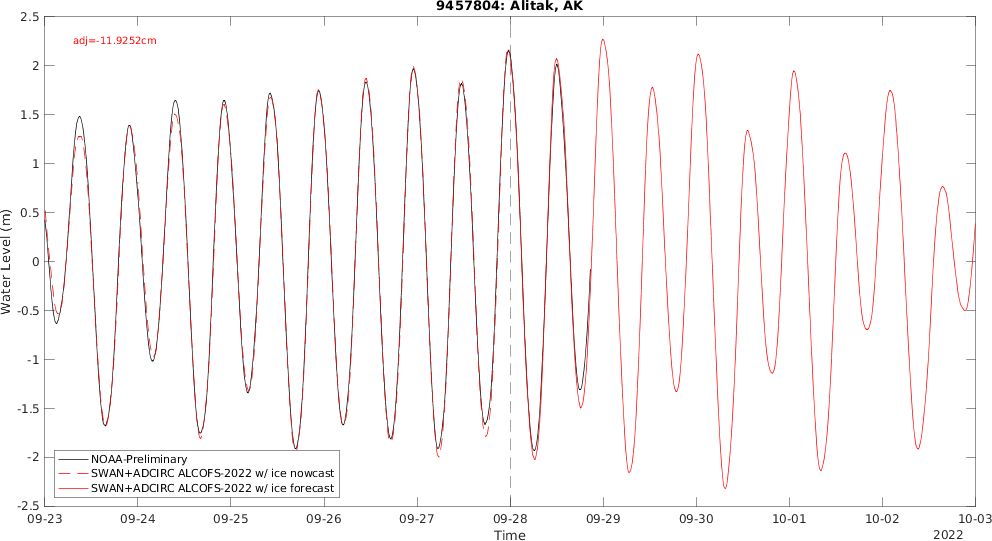 9457804: Alitak, AK
adj=-11.9252cm
Water Level (m)
2.5
2
1.5
1
0.5
0
-0.5
-1
-1.5
-2
-2.5
NOAA-Preliminary
SWAN+ADCIRC ALCOFS-2022 w/ ice nowcast
SWAN+ADCIRC ALCOFS-2022 w/ ice forecast
09-23 09-24 09-25 09-26 09-27 09-28 09-29 09-30 10-01 10-02 10-03
Time
2022